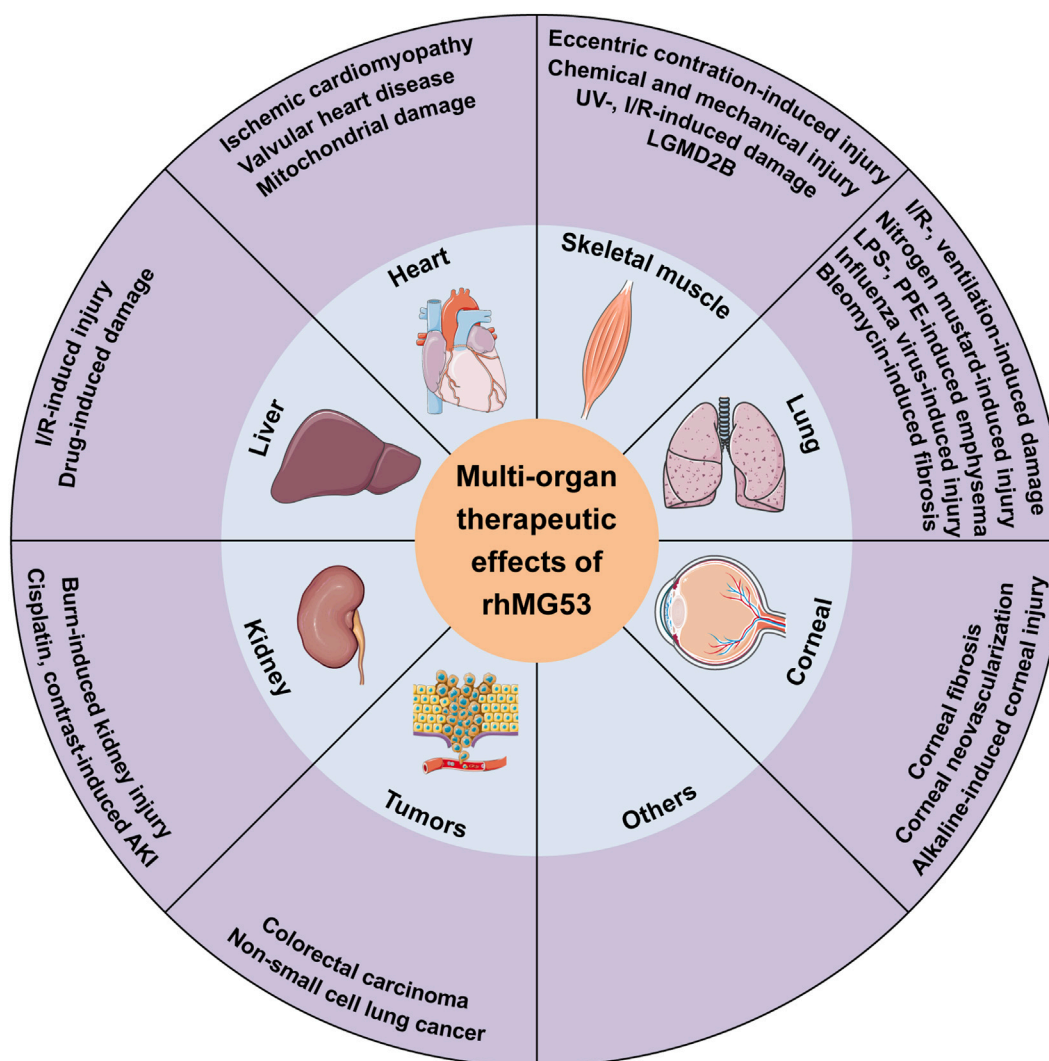 Multi-organ
therapeutic
effects of
rhMG53
Heart
Ischemic cardiomyopathy
Valvular heart disease
Mitochondrial damage
Skeletal muscle
Eccentric contration-induced injury
Chemical and mechanical injury
UV-, I/R-induced damage
LGMD2B
Lung
I/R-, ventilation-induced damage
Nitrogen mustard-induced injury
LPS-, PPE-induced emphysema
Influenza virus-induced injury
Bleomycin-induced fibrosis
Corneal
Corneal fibrosis
Corneal neovascularization
Alkaline-induced corneal injury
Others
Tumors
Colorectal carcinoma
Non-small cell lung cancer
Kidney
Burn-induced kidney injury
Cisplatin, contrast-induced AKI
Liver
I/R-inducd injury
Drug-induced damage